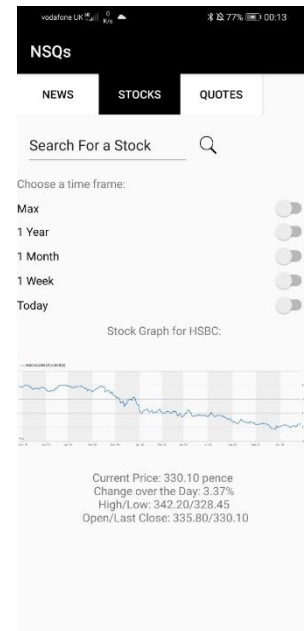 vodafone UK 4G 0 K/s 77% 00:13
NSQs
NEWS STOCKS QUOTES
Search For a Stock
Choose a time frame:
Max
1 Year
1 Month
1 Week
Today
Stock Graph for HSBC:
Current Price: 330.10 pence
Change over the Day: 3.37%
High/Low: 342.20/328.45
Open/Last Close: 335.80/330.10